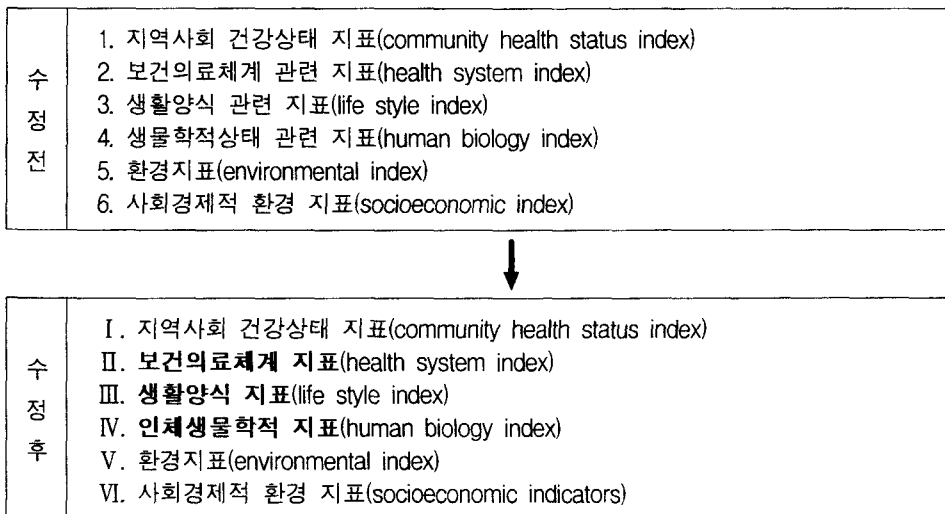 수정전
1. 지역사회 건강상태 지표(community health status index)
2. 보건의료체계 관련 지표(health system index)
3. 생활양식 관련 지표(life style index)
4. 생물학적상태 관련 지표(human biology index)
5. 환경지표(environmental index)
6. 사회경제적 환경 지표(socioeconomic index)
수정후
Ⅰ. 지역사회 건강상태 지표(community health status index)
Ⅱ. 보건의료체계 지표(health system index)
Ⅲ. 생활양식 지표(life style index)
Ⅳ. 인체생물학적 지표(human biology index)
Ⅴ. 환경지표(environmental index)
Ⅵ. 사회경제적 환경 지표(socioeconomic indicators)